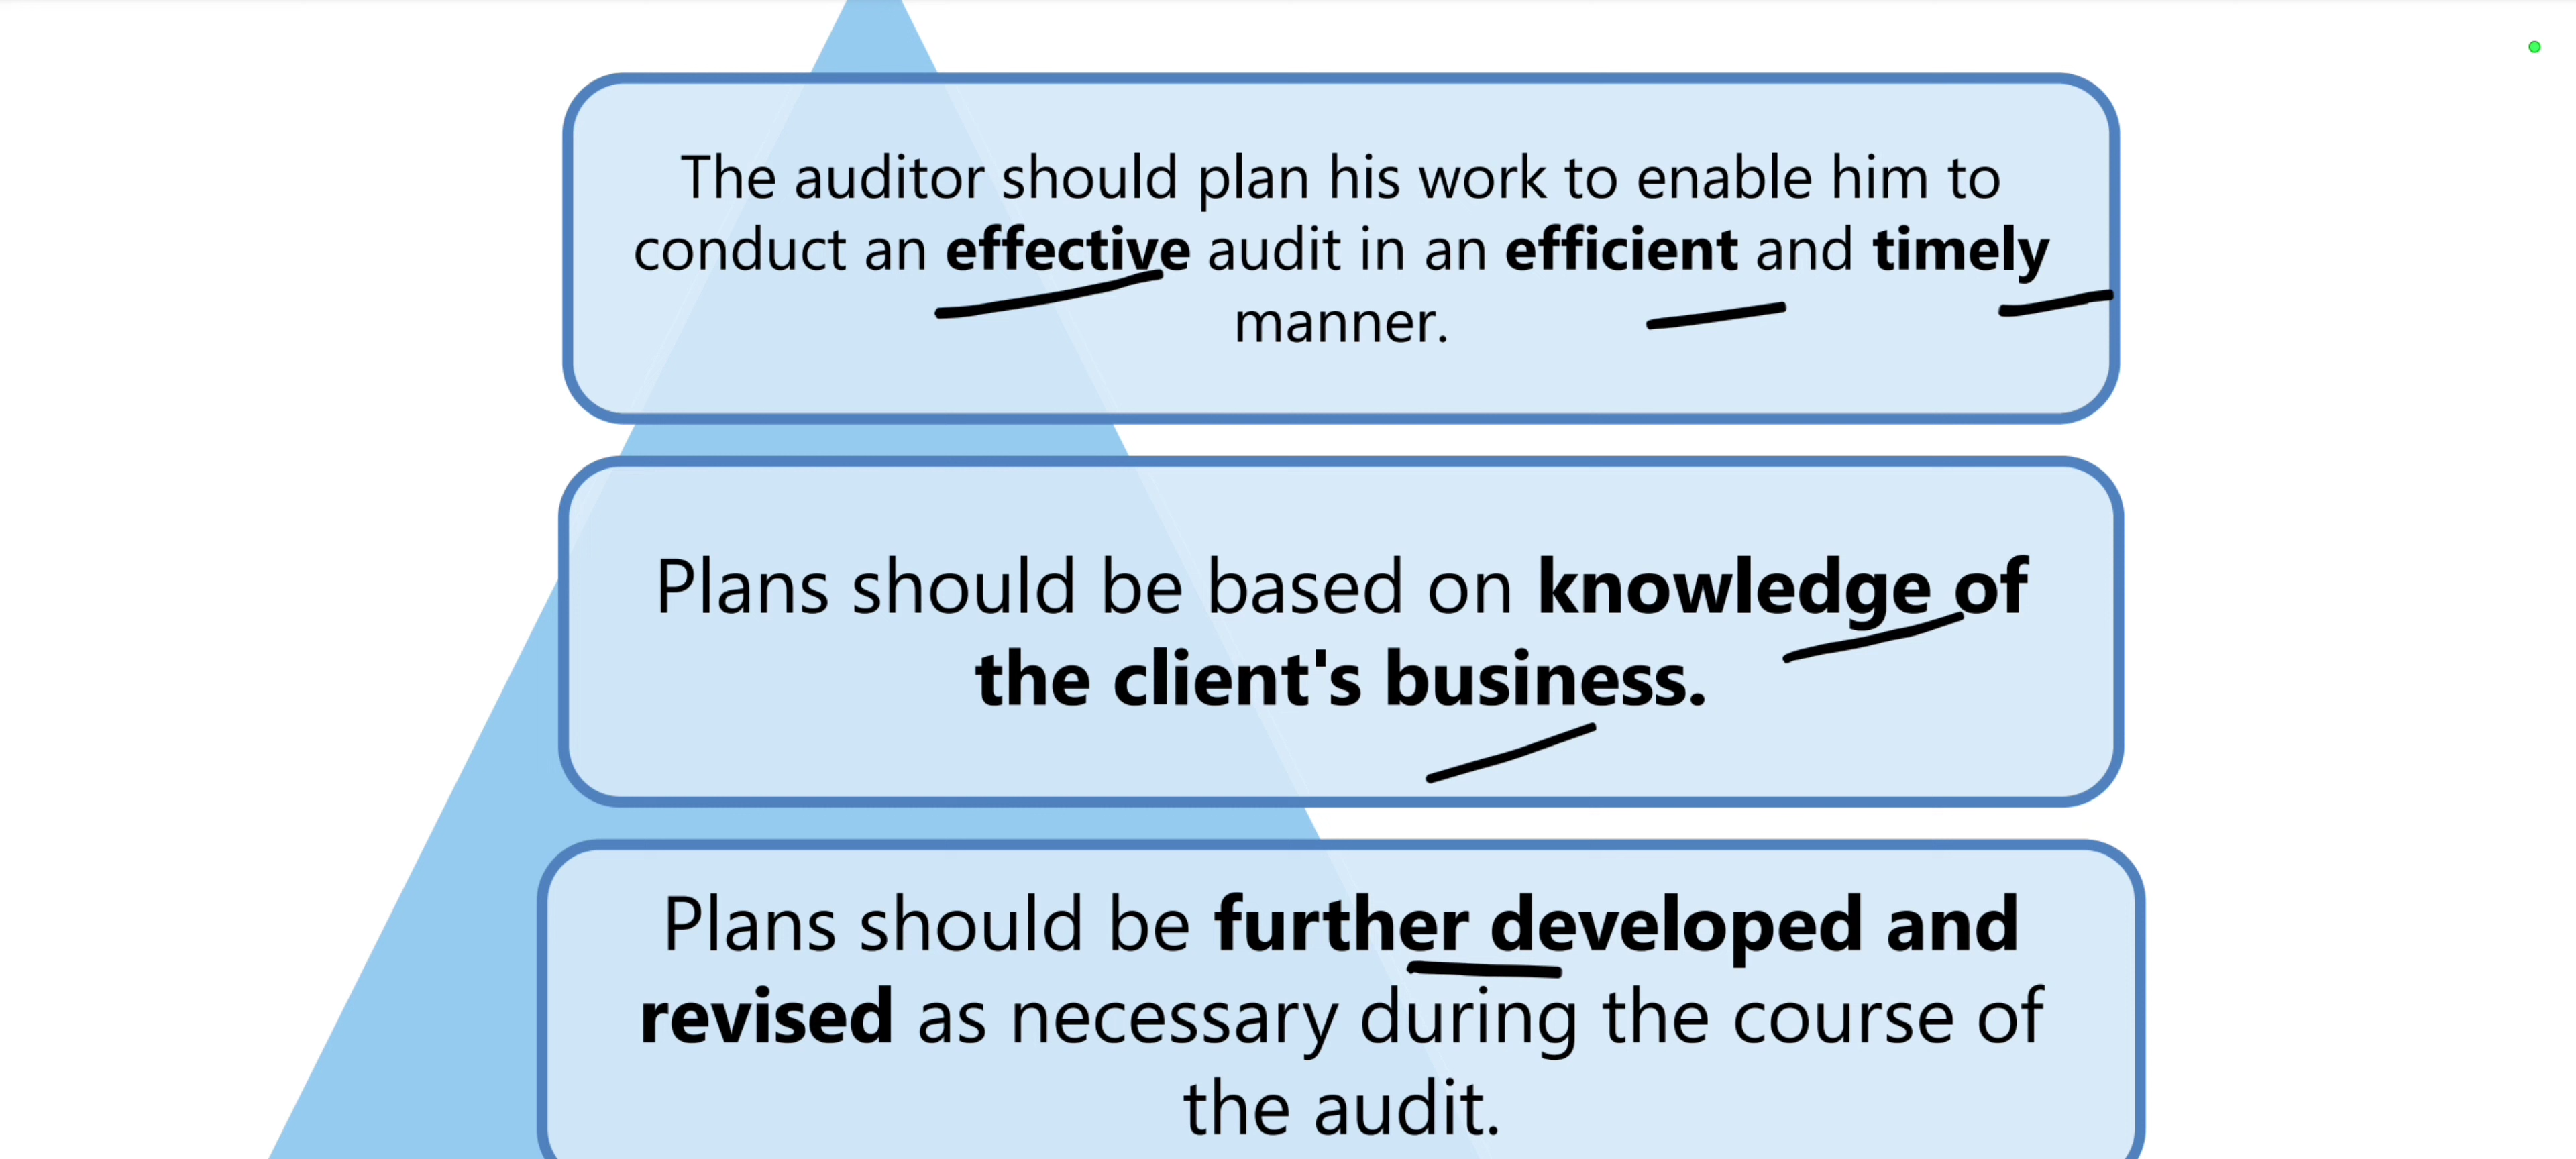 The auditor should plan his work to enable him to
conduct an effective audit in an efficient and timely
manner.
Plans should be based on knowledge of
the client's business.
Plans should be further developed and
revised as necessary during the course of
the audit.